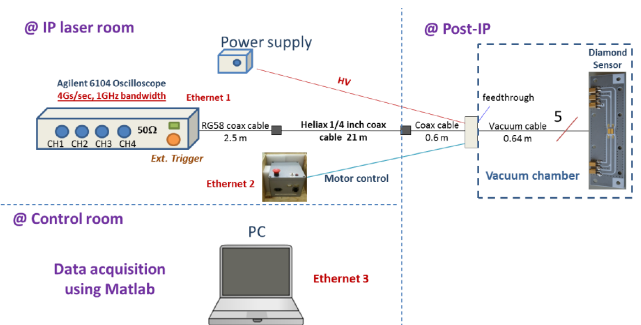 @ IP laser room
@ Post-IP
Power supply
HV
Diamond
Sensor
Agilent 6104 Oscilloscope
4Gs/sec, 1GHz bandwidth
Ethernet 1
feedthrough
50Ω
CH1 CH2 CH3 CH4
Ext. Trigger
RG58 coax cable
2.5 m
Heliax 1/4 inch coax
cable 21 m
Coax cable
0.6 m
Vacuum cable
0.64 m
5
Ethernet 2
Motor control
Vacuum chamber
@ Control room
PC
Data acquisition
using Matlab
Ethernet 3